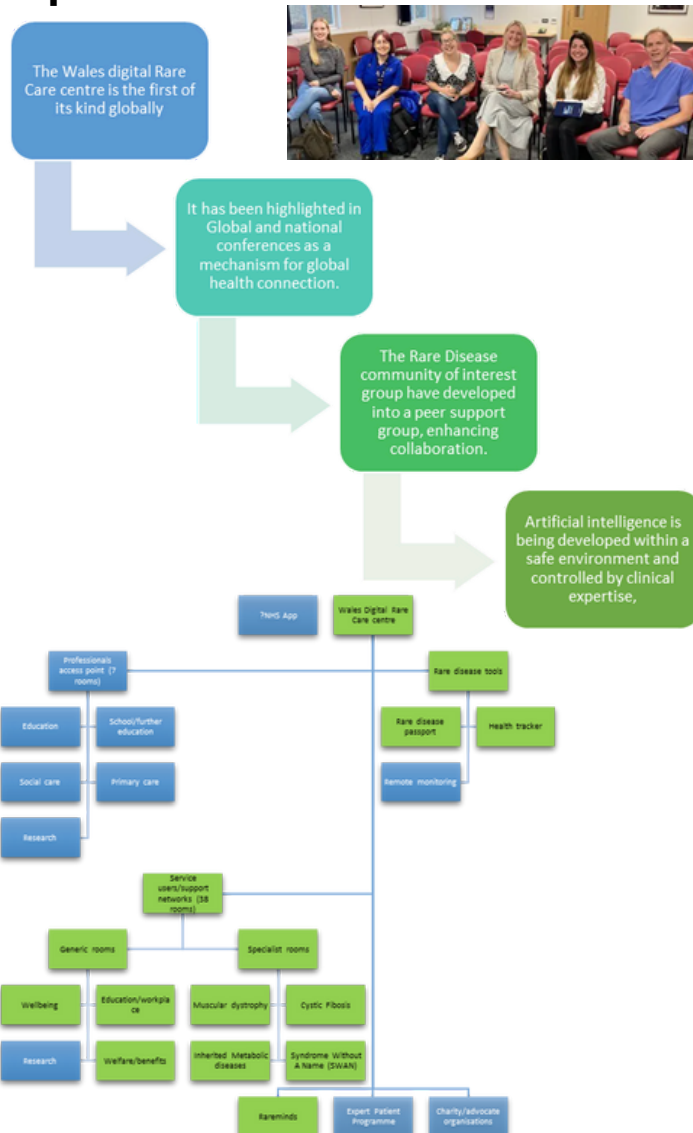 The Wales digital Rare
Care centre is the first of
its kind globally
It has been highlighted in
Global and national
conferences as a
mechanism for global
health connection.
The Rare Disease
community of interest
group have developed
into a peer support
group, enhancing
collaboration.
Artificial intelligence is
being developed within a
safe environment and
controlled by clinical
expertise,
?NHS App
Wales Digital Rare
Care centre
Professionals
access point (7
rooms)
Rare disease tools
Education
School/further
education
Rare disease
passport
Health tracker
Social care
Primary care
Remote monitoring
Research
Service
users/support
networks (38
rooms)
Generic rooms
Specialist rooms
Wellbeing
Education/workpla
ce
Muscular dystrophy
Cystic Fibosis
Research
Welfare/benefits
Inherited Metabolic
diseases
Syndrome Without
A Name (SWAN)
Rareminds
Expert Patient
Programme
Charity/advocate
organisations